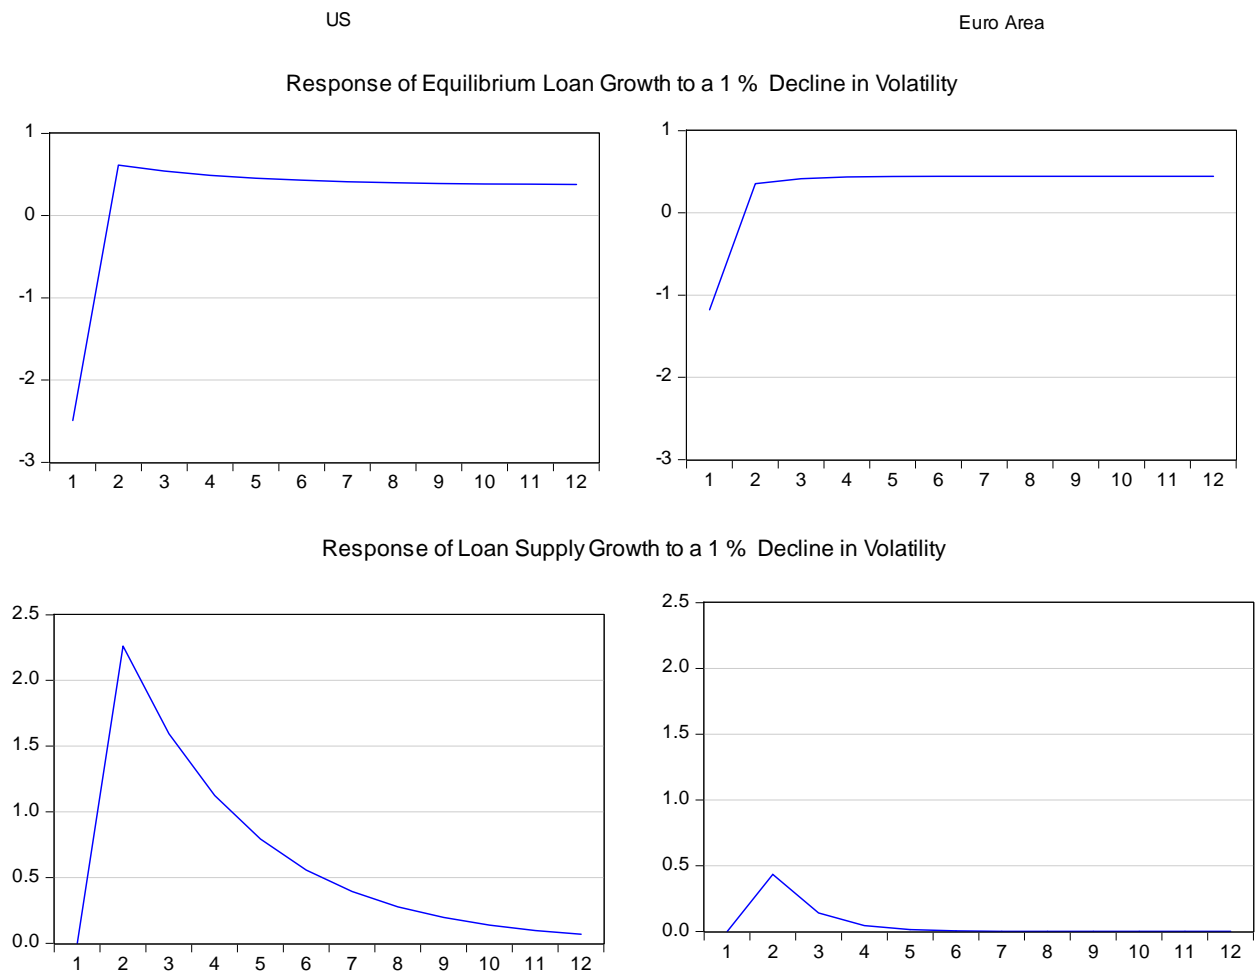 US
Euro Area
Response of Equilibrium Loan Growth to a 1 % Decline in Volatility
1
0
-1
-2
-3
1 2 3 4 5 6 7 8 9 10 11 12
1
0
-1
-2
-3
1 2 3 4 5 6 7 8 9 10 11 12
Response of Loan Supply Growth to a 1 % Decline in Volatility
2.5
2.0
1.5
1.0
0.5
0.0
1 2 3 4 5 6 7 8 9 10 11 12
2.5
2.0
1.5
1.0
0.5
0.0
1 2 3 4 5 6 7 8 9 10 11 12